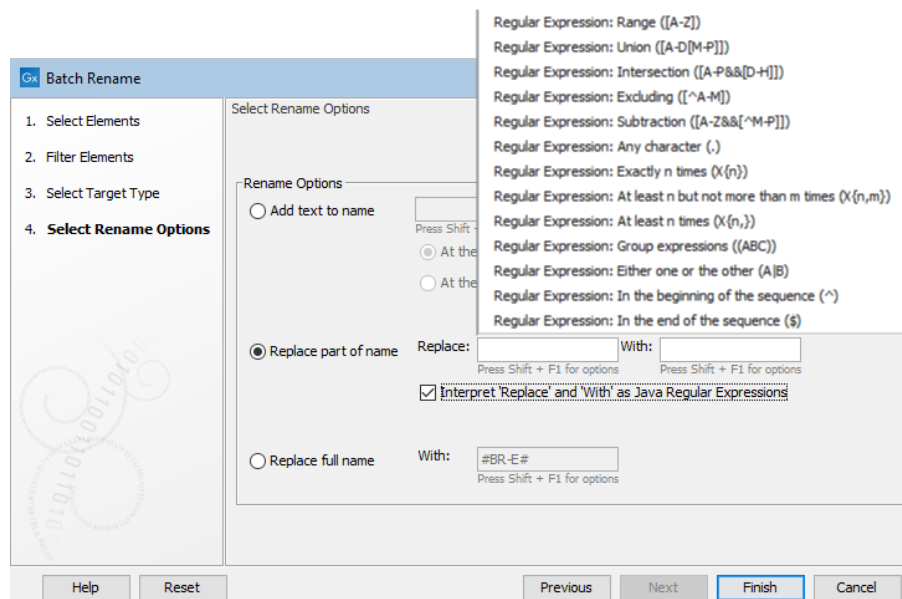 Regular Expression: Range ([A-Z])
Regular Expression: Union ([A-D[M-P]])
Regular Expression: Intersection ([A-P&&[D-H]])
Regular Expression: Excluding ([^A-M])
Regular Expression: Subtraction ([A-Z&&[^M-P]])
Regular Expression: Any character (.)
Regular Expression: Exactly n times (X{n})
Regular Expression: At least n but not more than m times (X{n,m})
Regular Expression: At least n times (X{n,})
Regular Expression: Group expressions ((ABC))
Regular Expression: Either one or the other (A|B)
Regular Expression: In the beginning of the sequence (^)
Regular Expression: In the end of the sequence ($)
Gx Batch Rename
1. Select Elements
2. Filter Elements
3. Select Target Type
4. Select Rename Options
Select Rename Options
Rename Options
Add text to name
Press Shift
At the
At the
Replace part of name Replace: With:
Press Shift + F1 for options Press Shift + F1 for options
Interpret 'Replace' and 'With' as Java Regular Expressions
Replace full name With: #BR-E#
Press Shift + F1 for options
Help Reset Previous Next Finish Cancel